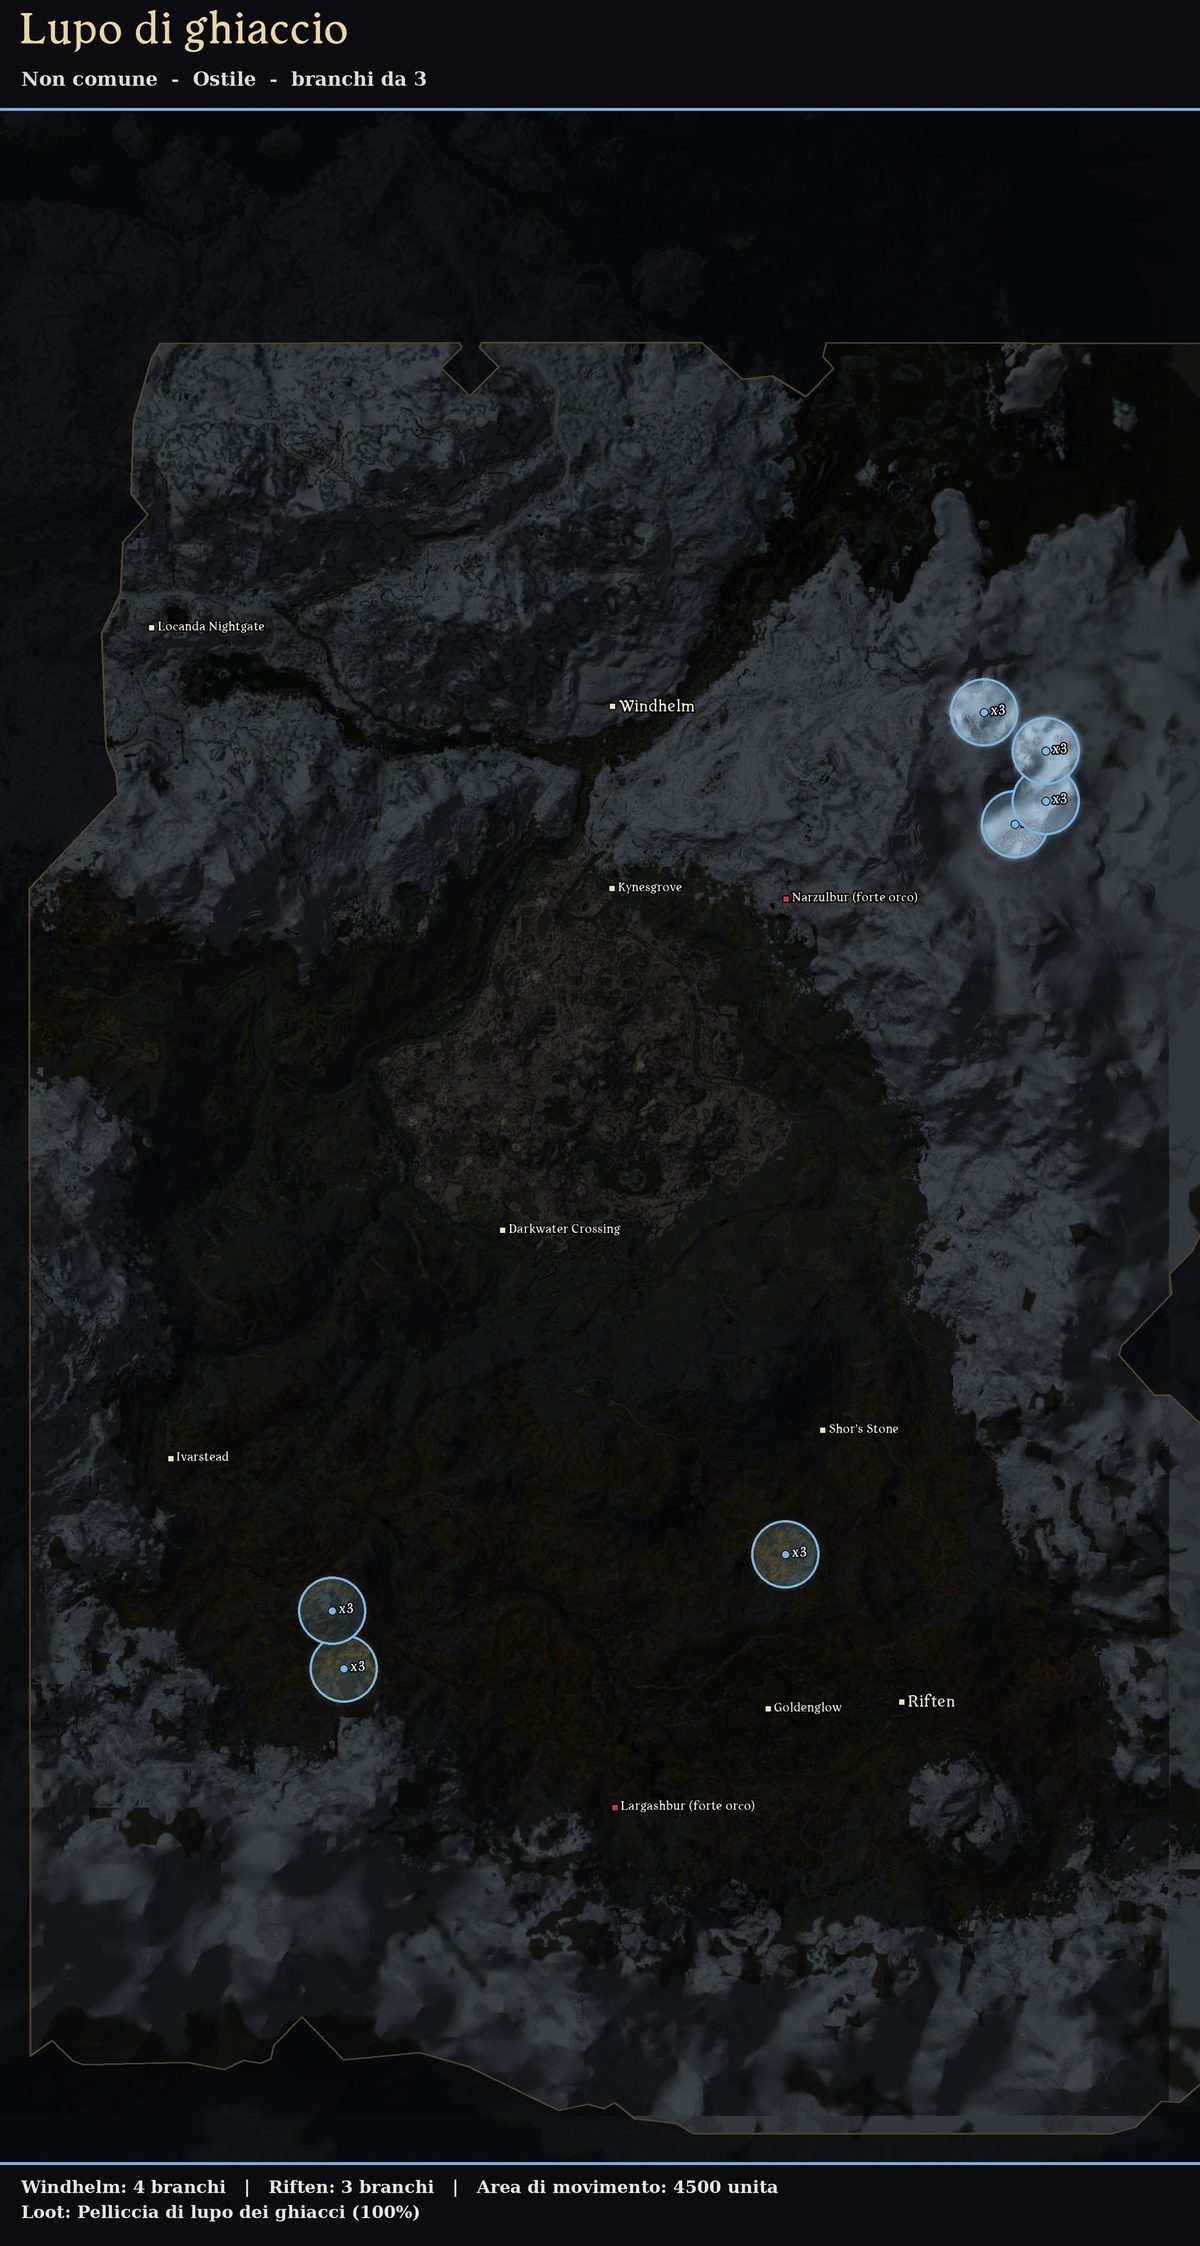 Lupo di ghiaccio
Non comune - Ostile - branchi da 3
Locanda Nightgate
Windhelm
x3
x3
x3
Kynesgrove
Narzulbur (forte orco)
Darkwater Crossing
Shor's Stone
Ivarstead
x3
x3
x3
Goldenglow
Riften
Largashbur (forte orco)
Windhelm: 4 branchi | Riften: 3 branchi | Area di movimento: 4500 unita
Loot: Pelliccia di lupo dei ghiacci (100%)